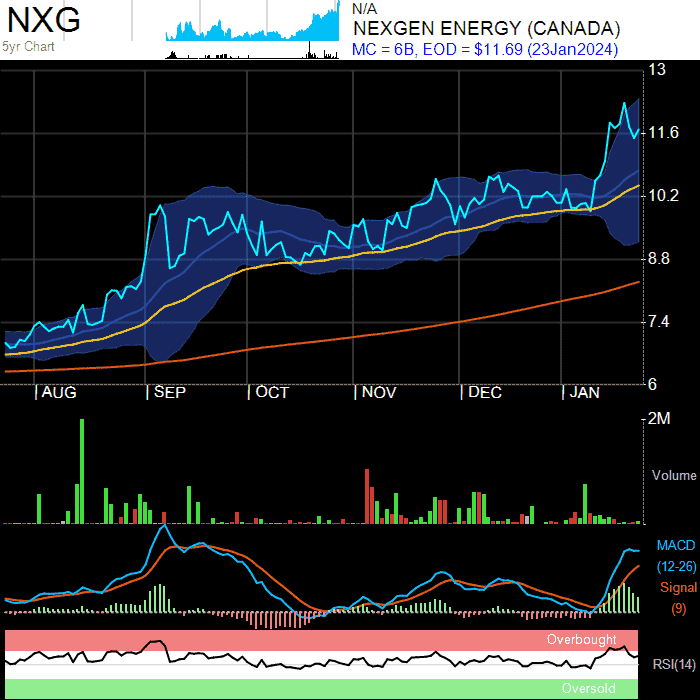 NXG
5yr Chart
N/A
NEXGEN ENERGY (CANADA)
MC = 6B, EOD = $11.69 (23Jan2024)
13
11.6
10.2
8.8
7.4
6
AUG SEP OCT NOV DEC JAN
2M
Volume
MACD
(12-26)
Signal
(9)
Overbought
RSI(14)
Oversold